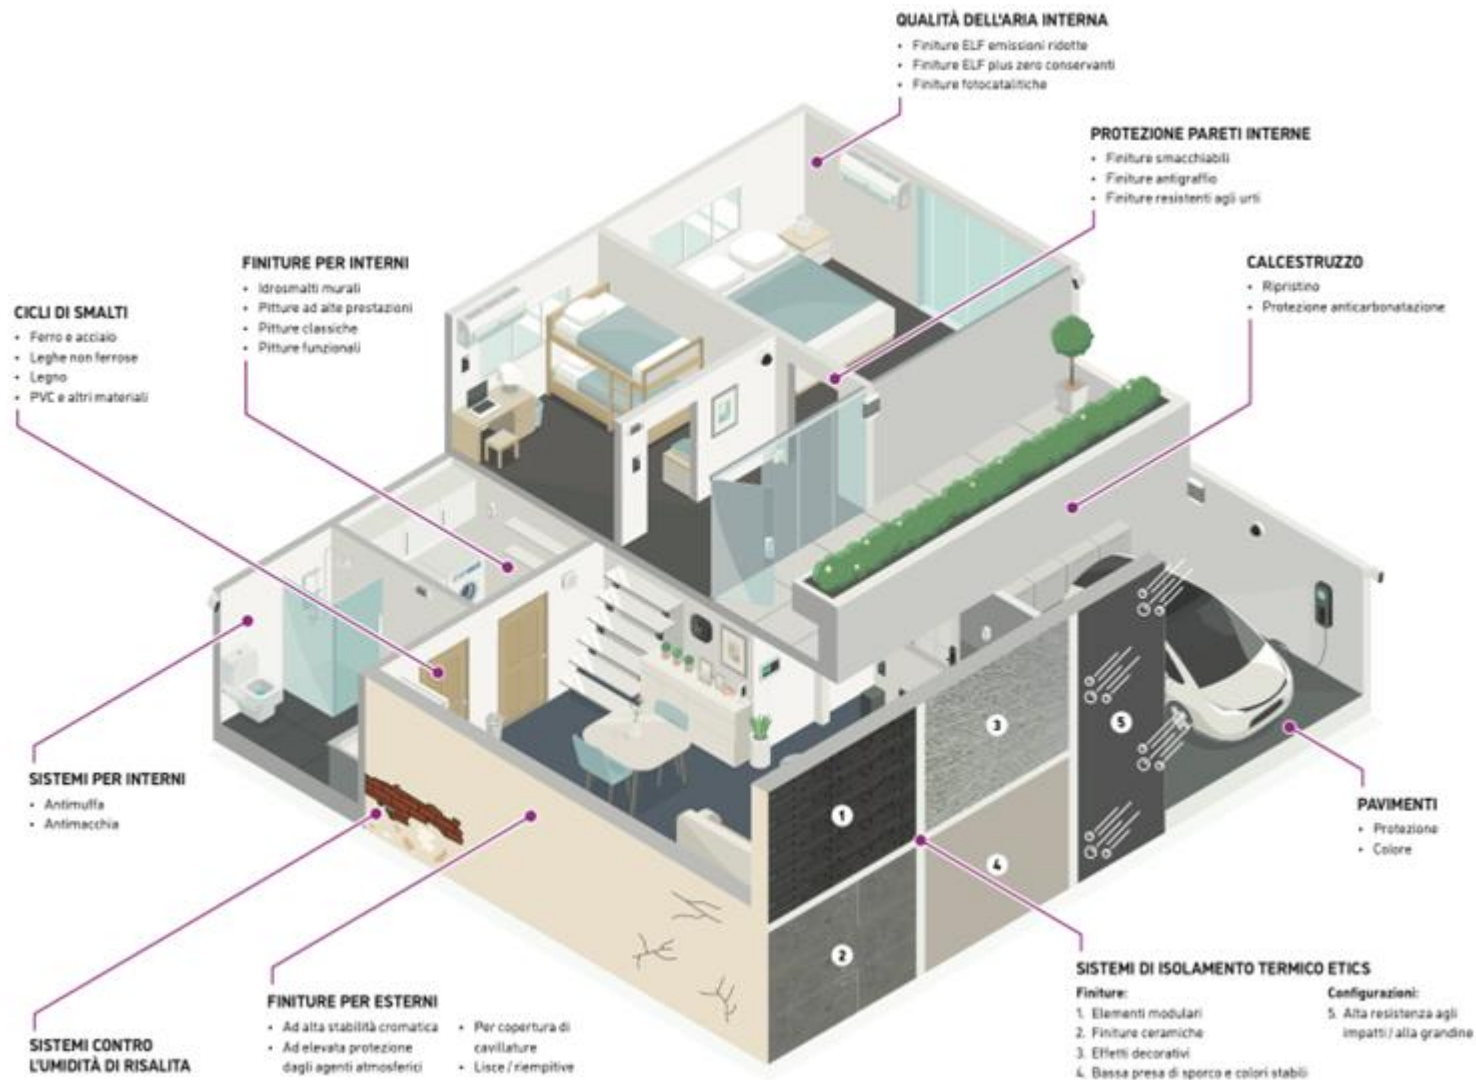 QUALITÀ DELL'ARIA INTERNA
• Finiture ELF emissioni ridotte
• Finiture ELF plus zero conservanti
• Finiture fotocatalitiche
PROTEZIONE PARETI INTERNE
• Finiture smacchiabili
• Finiture antigraffio
• Finiture resistenti agli urti
FINITURE PER INTERNI
• Idrosmalti murali
• Pitture ad alte prestazioni
• Pitture classiche
• Pitture funzionali
CALCESTRUZZO
• Ripristino
• Protezione anticarbonatazione
CICLI DI SMALTI
• Ferro e acciaio
• Leghe non ferrose
• Legno
• PVC e altri materiali
SISTEMI PER INTERNI
• Antimuffa
• Antimacchia
1
2
3
4
5
PAVIMENTI
• Protezione
• Colore
SISTEMI CONTRO
L'UMIDITÀ DI RISALITA
FINITURE PER ESTERNI
• Ad alta stabilità cromatica
• Ad elevata protezione
dagli agenti atmosferici
• Per copertura di
cavillature
• Lisce / riempitive
SISTEMI DI ISOLAMENTO TERMICO ETICS
Finiture:
1. Elementi modulari
2. Finiture ceramiche
3. Effetti decorativi
4. Bassa presa di sporco e colori stabili
Configurazioni:
5. Alta resistenza agli
impatti / alla grandine